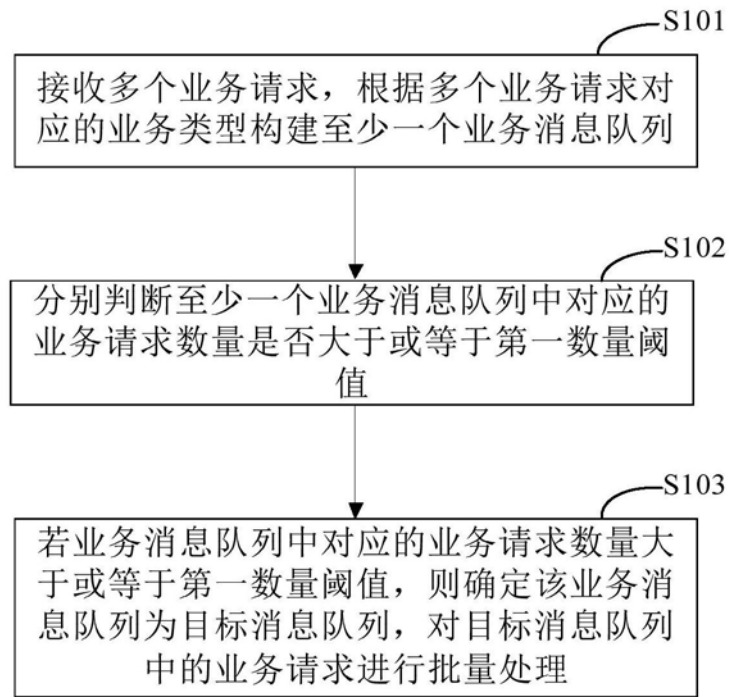 S101
接收多个业务请求，根据多个业务请求对
应的业务类型构建至少一个业务消息队列
S102
分别判断至少一个业务消息队列中对应的
业务请求数量是否大于或等于第一数量阈
值
S103
若业务消息队列中对应的业务请求数量大
于或等于第一数量阈值，则确定该业务消
息队列为目标消息队列，对目标消息队列
中的业务请求进行批量处理